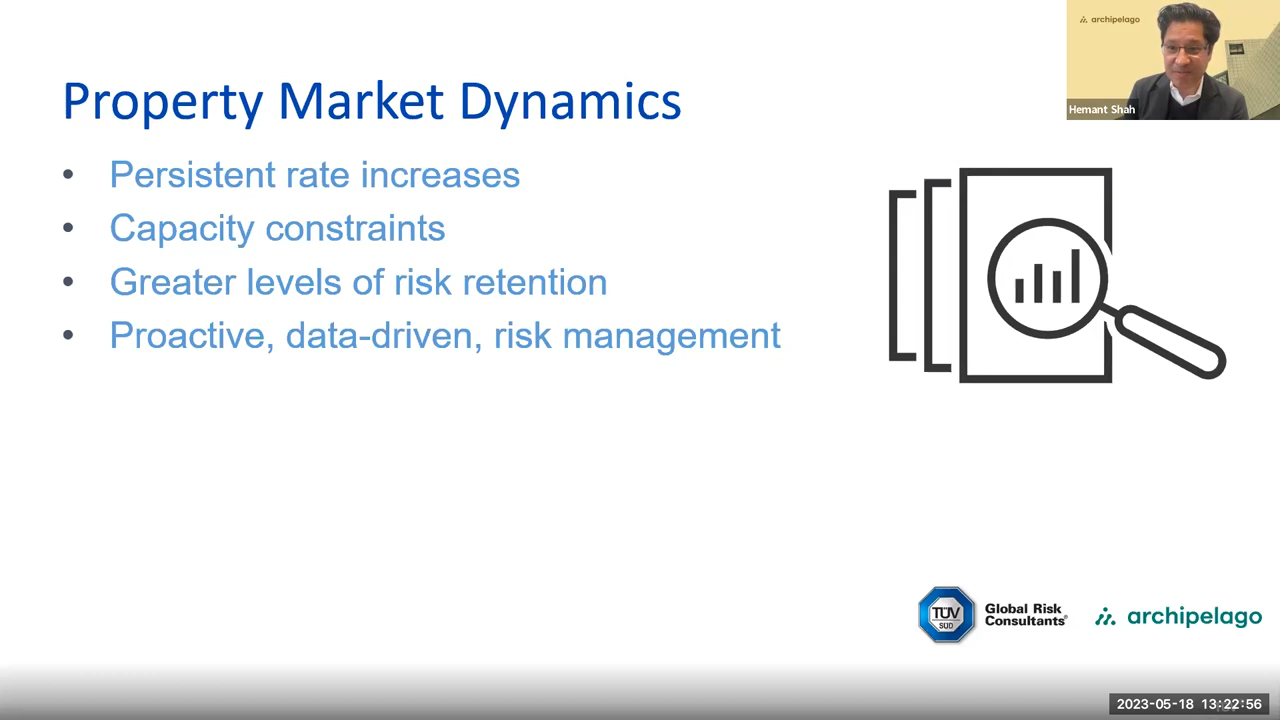 archipelago
Hemant Shah
Property Market Dynamics
• Persistent rate increases
• Capacity constraints
• Greater levels of risk retention
• Proactive, data-driven, risk management
TÜV
SÜD
Global Risk
Consultants®
archipelago
2023-05-18 13:22:56